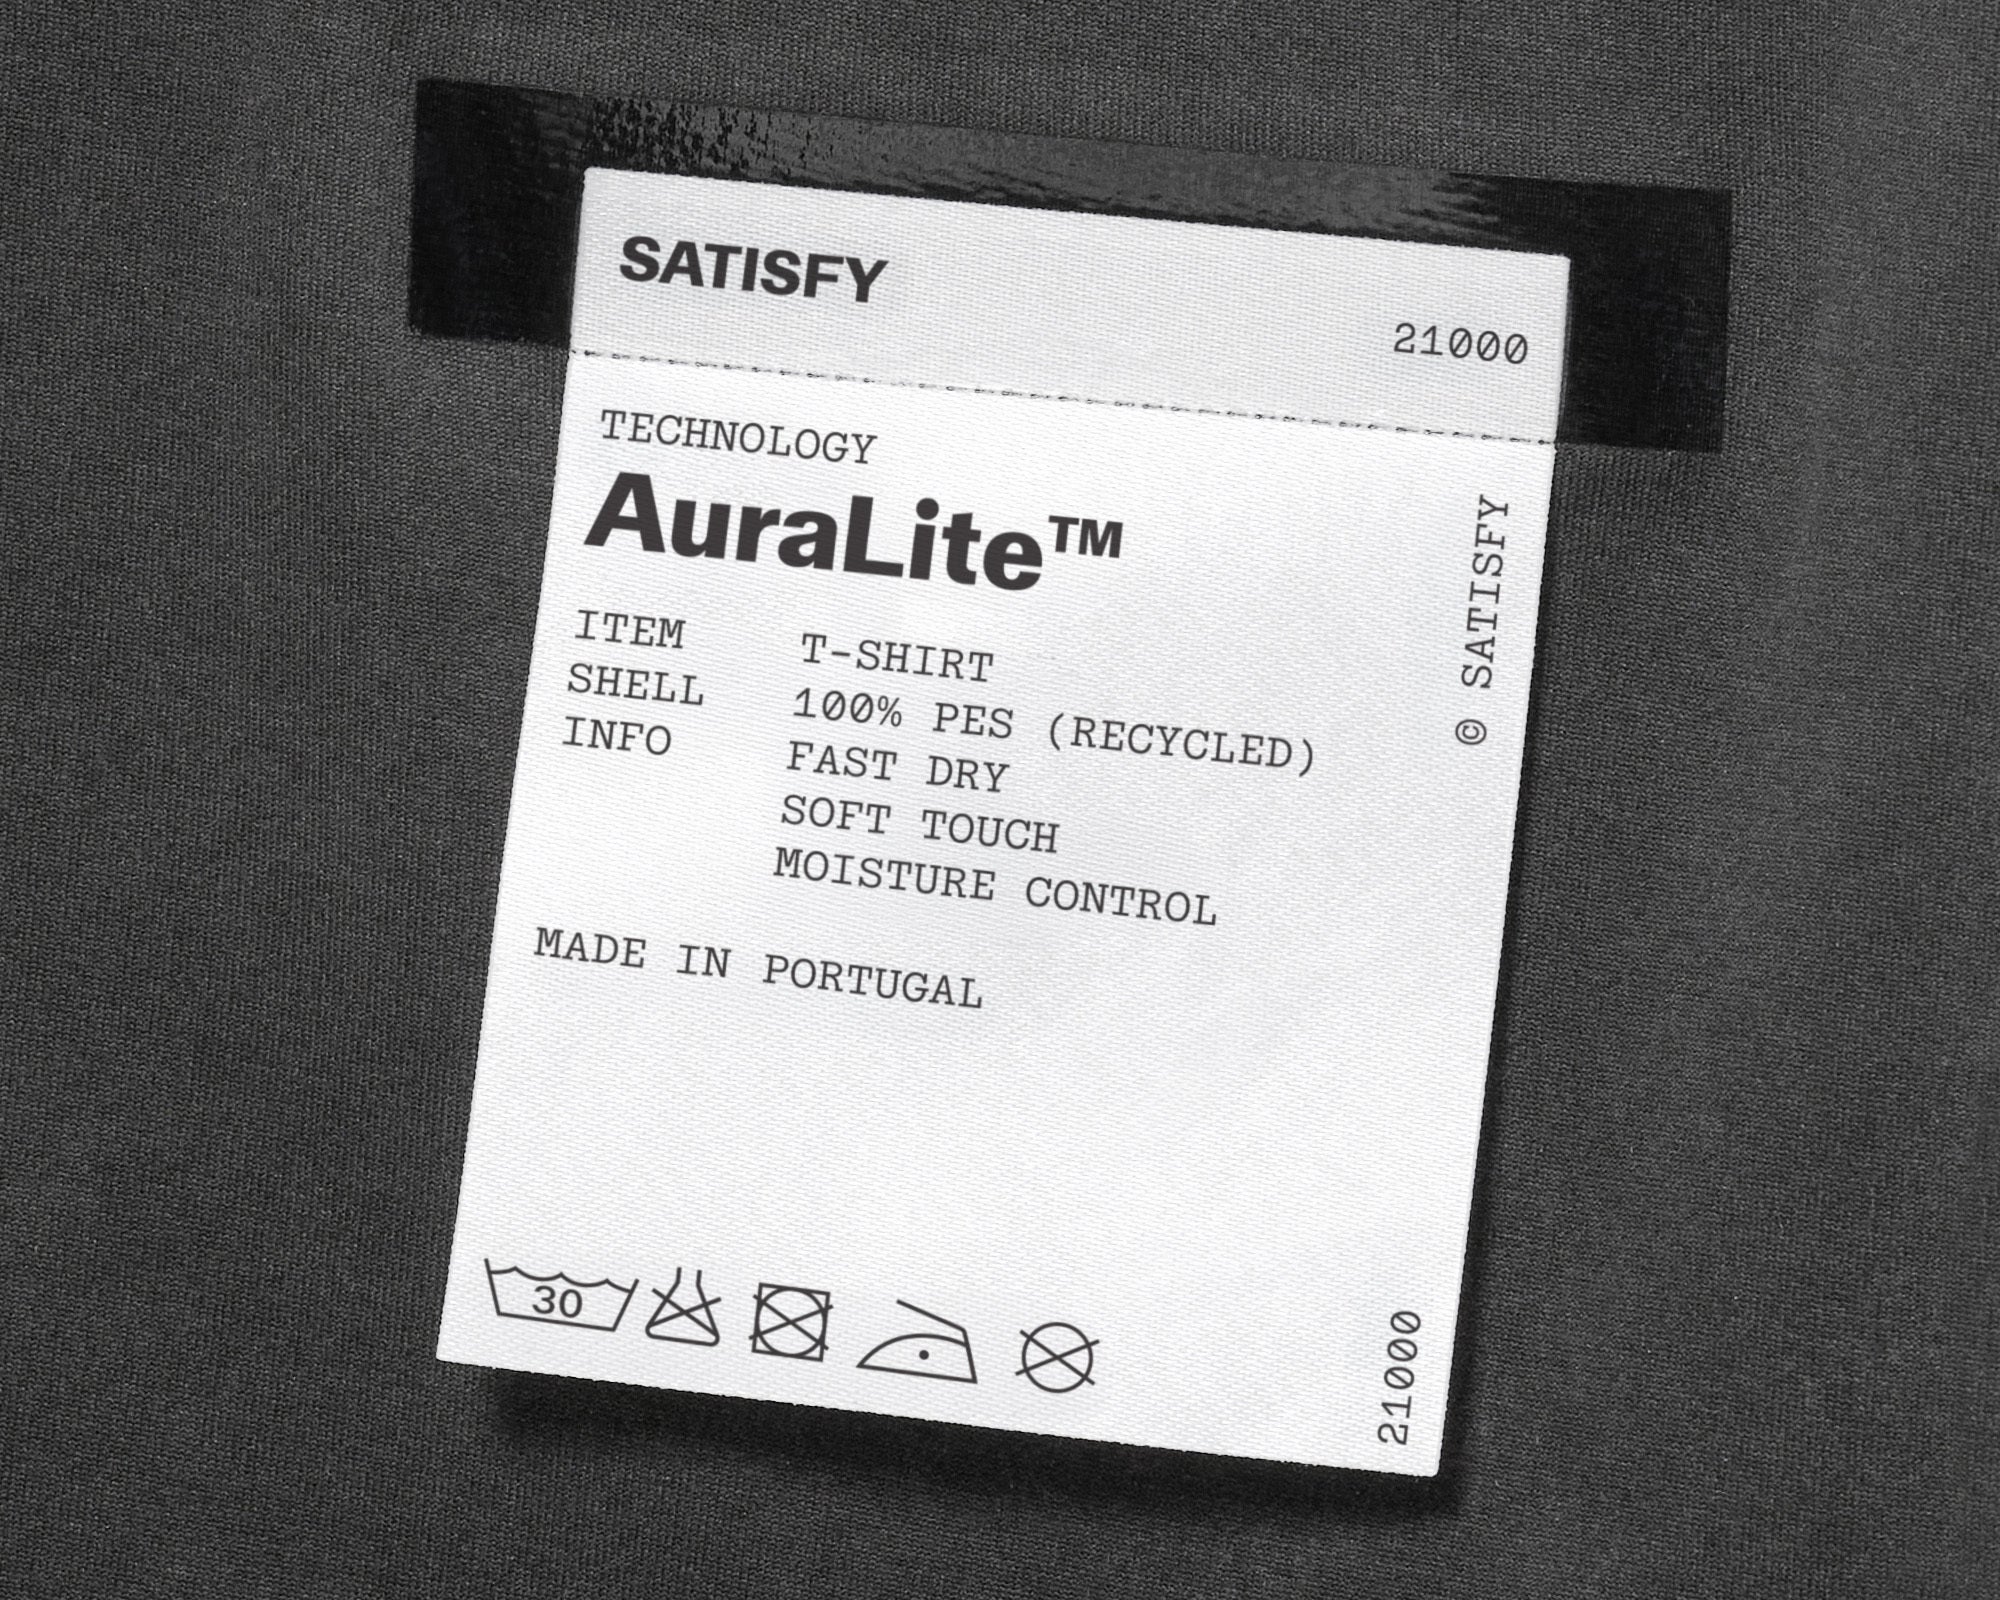 SATISFY
21000
TECHNOLOGY
AuraLite™
ITEM T-SHIRT
SHELL 100% PES (RECYCLED)
INFO FAST DRY
SOFT TOUCH
MOISTURE CONTROL
MADE IN PORTUGAL
© SATISFY
30
21000